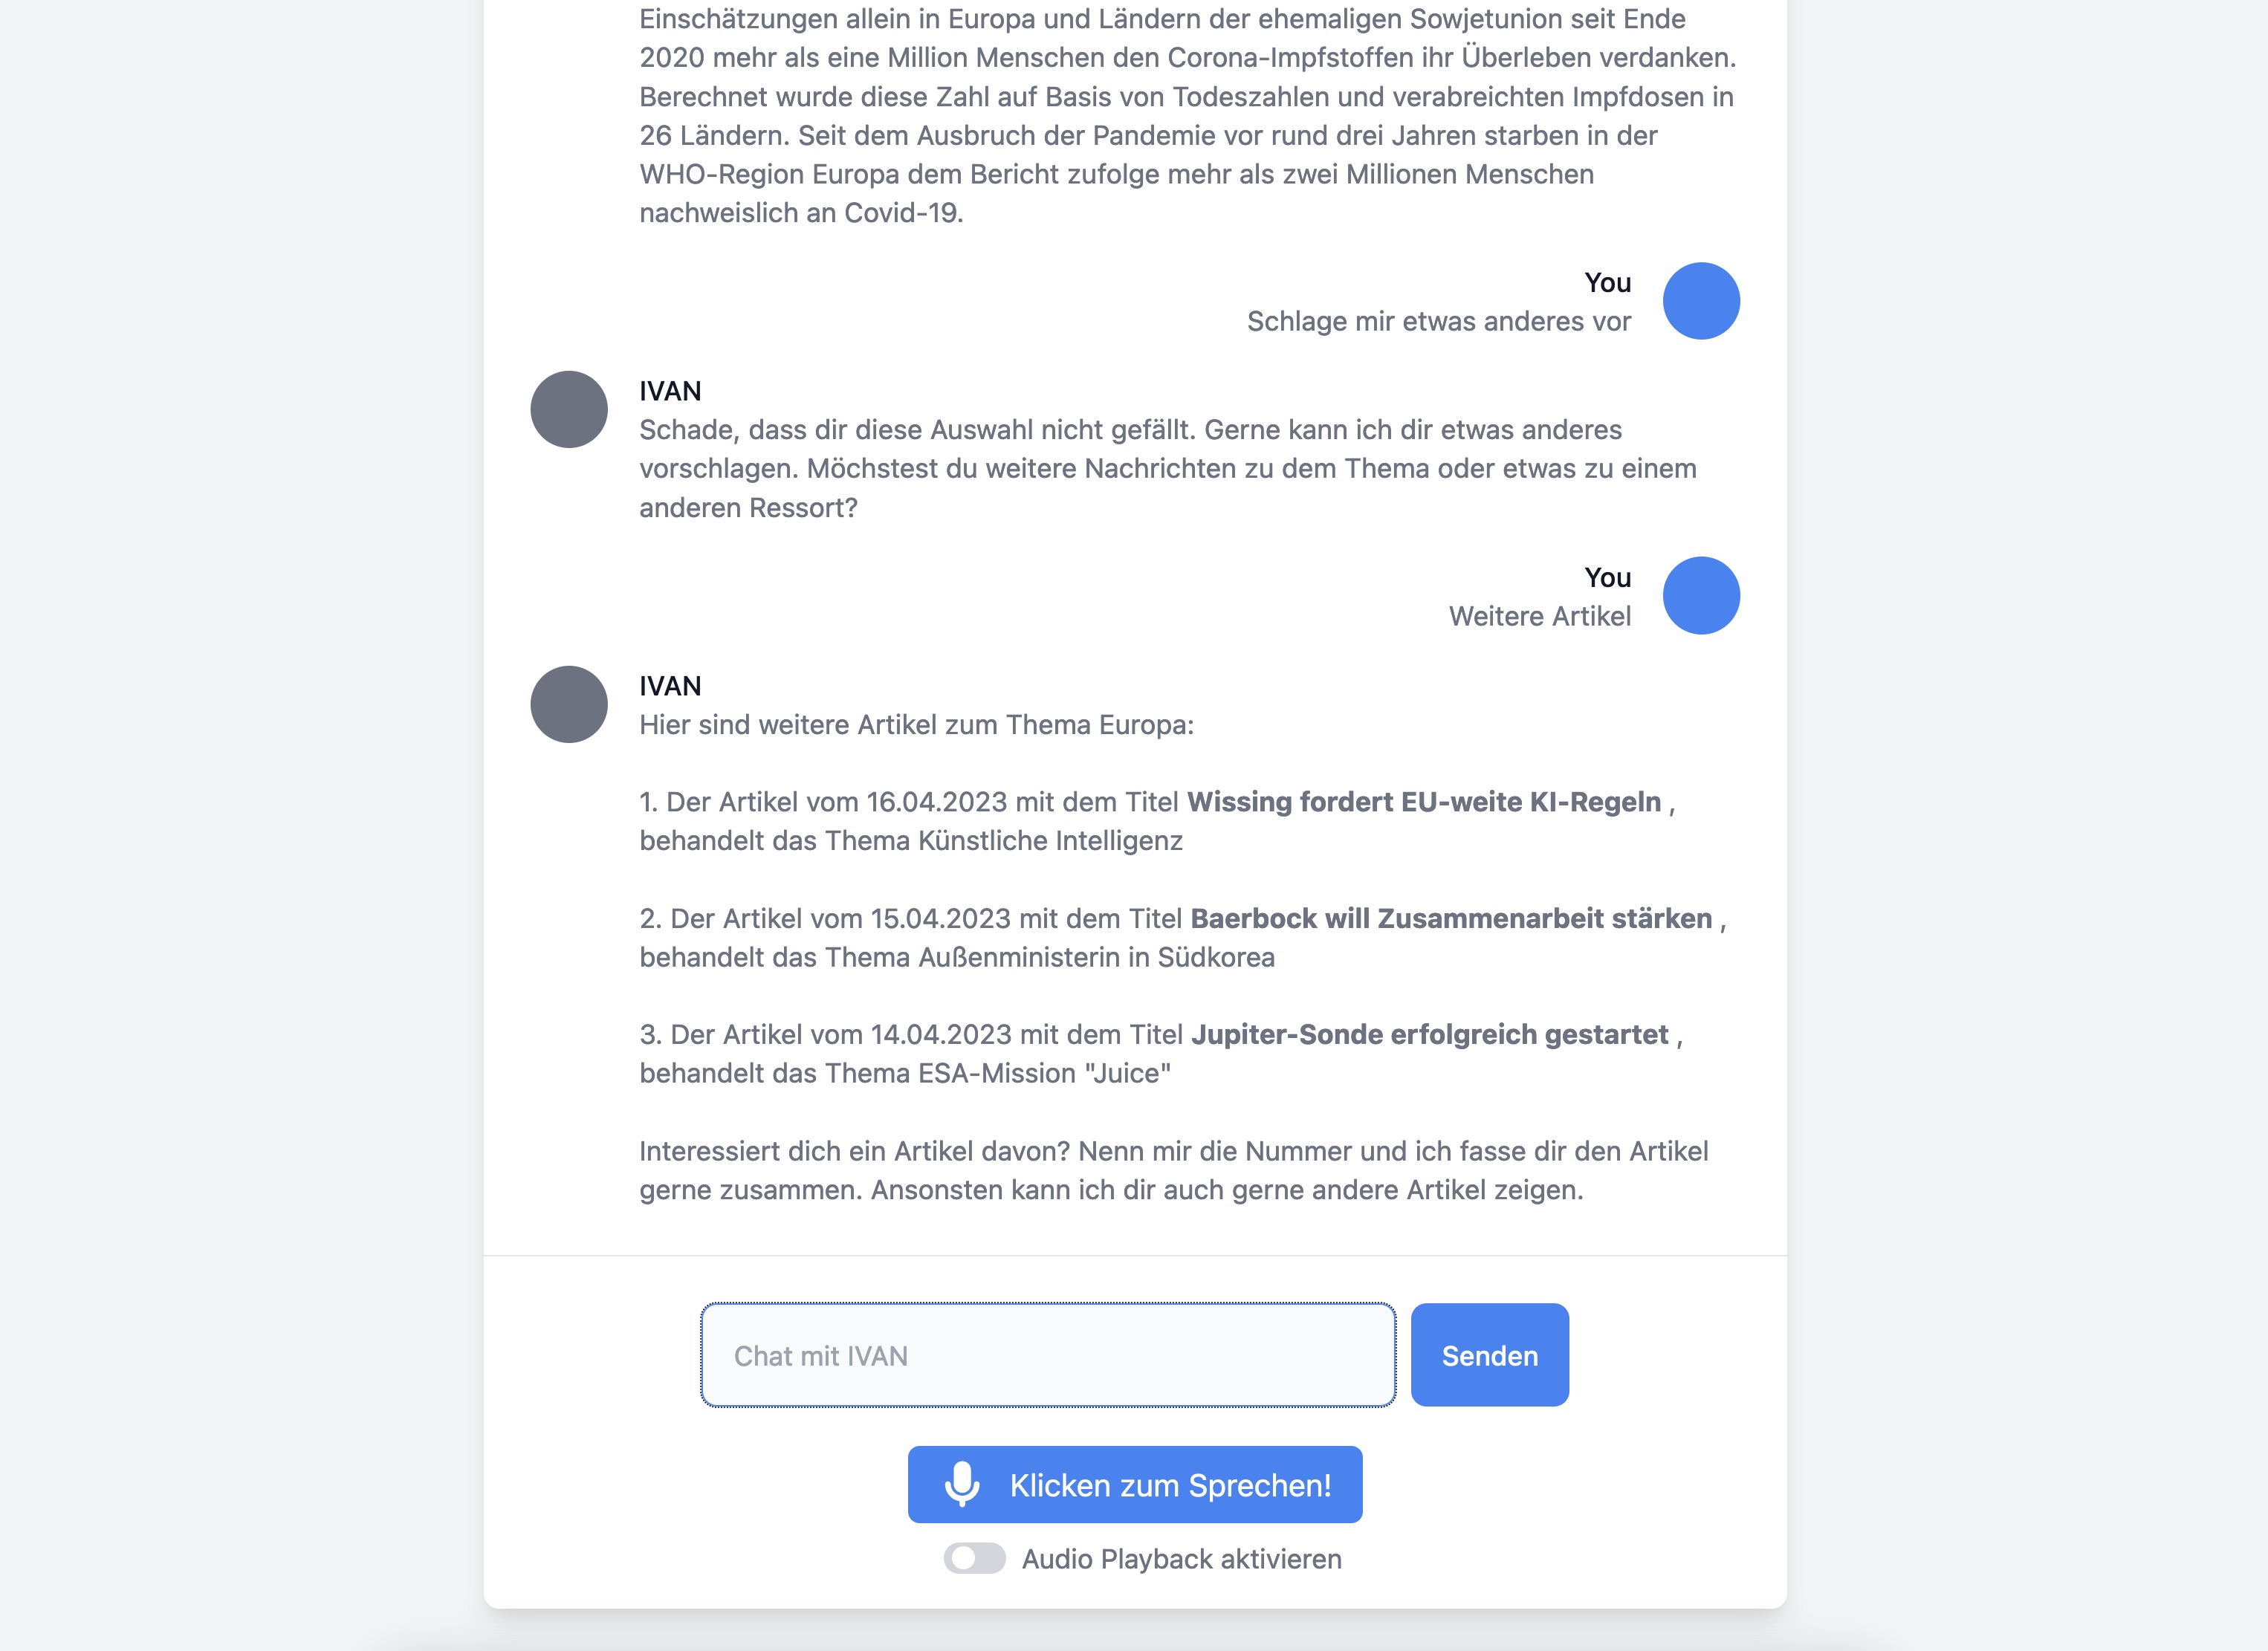 Einschätzungen allein in Europa und Ländern der ehemaligen Sowjetunion seit Ende
2020 mehr als eine Million Menschen den Corona-Impfstoffen ihr Überleben verdanken.
Berechnet wurde diese Zahl auf Basis von Todeszahlen und verabreichten Impfdosen in
26 Ländern. Seit dem Ausbruch der Pandemie vor rund drei Jahren starben in der
WHO-Region Europa dem Bericht zufolge mehr als zwei Millionen Menschen
nachweislich an Covid-19.
You
Schlage mir etwas anderes vor
IVAN
Schade, dass dir diese Auswahl nicht gefällt. Gerne kann ich dir etwas anderes
vorschlagen. Möchstest du weitere Nachrichten zu dem Thema oder etwas zu einem
anderen Ressort?
You
Weitere Artikel
IVAN
Hier sind weitere Artikel zum Thema Europa:
1. Der Artikel vom 16.04.2023 mit dem Titel Wissing fordert EU-weite KI-Regeln ,
behandelt das Thema Künstliche Intelligenz
2. Der Artikel vom 15.04.2023 mit dem Titel Baerbock will Zusammenarbeit stärken ,
behandelt das Thema Außenministerin in Südkorea
3. Der Artikel vom 14.04.2023 mit dem Titel Jupiter-Sonde erfolgreich gestartet ,
behandelt das Thema ESA-Mission "Juice"
Interessiert dich ein Artikel davon? Nenn mir die Nummer und ich fasse dir den Artikel
gerne zusammen. Ansonsten kann ich dir auch gerne andere Artikel zeigen.
Chat mit IVAN
Senden
Klicken zum Sprechen!
Audio Playback aktivieren